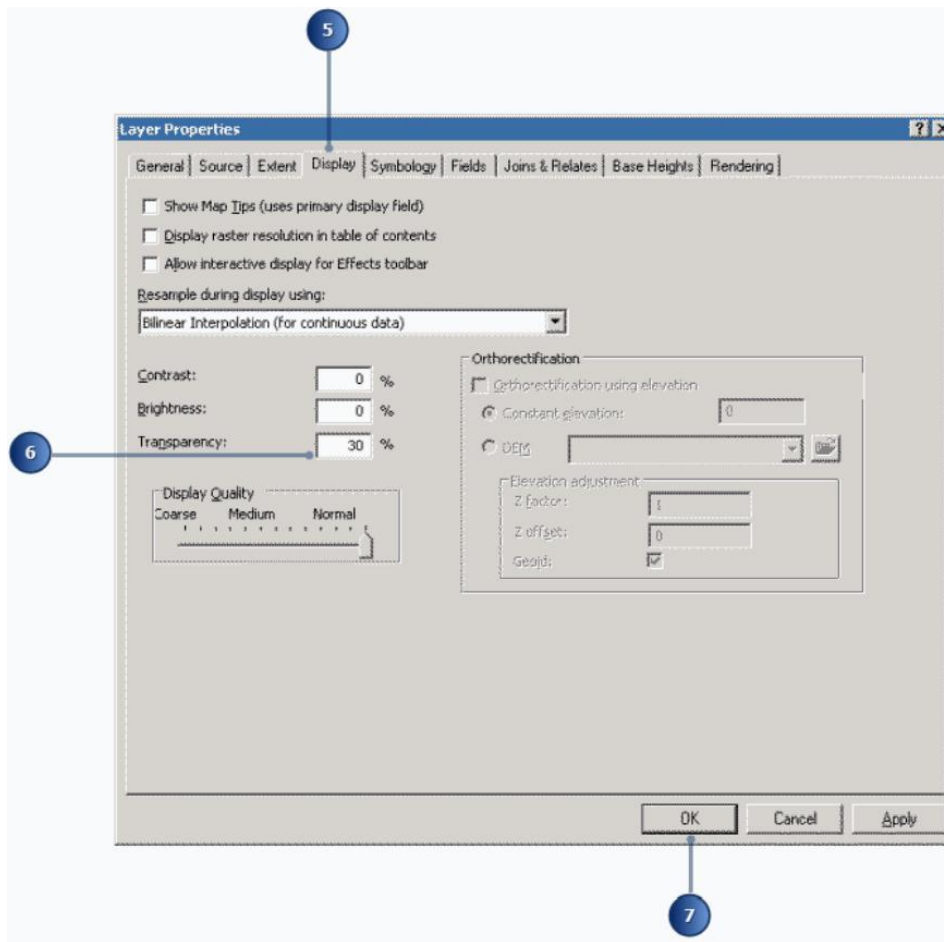 5
Layer Properties
General Source Extent Display Symbology Fields Joins & Relates Base Heights Rendering
Show Map Tips (uses primary display field)
Display raster resolution in table of contents
Allow interactive display for Effects toolbar
Resample during display using:
Bilinear Interpolation (for continuous data)
Contrast: 0 %
Brightness: 0 %
Transparency: 30 %
6
Display Quality
Coarse Medium Normal
Orthorectification
Orthorectification using elevation
Constant elevation: 0
DEM
Elevation adjustment
Z factor: 1
Z offset: 0
Geoid:
OK Cancel Apply
7